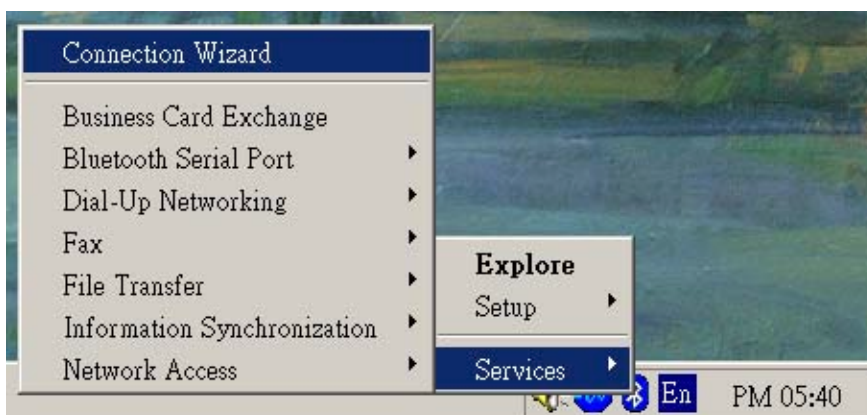 Connection Wizard
Business Card Exchange
Bluetooth Serial Port
Dial-Up Networking
Fax
File Transfer
Information Synchronization
Network Access
Explore
Setup
Services
En
PM 05:40